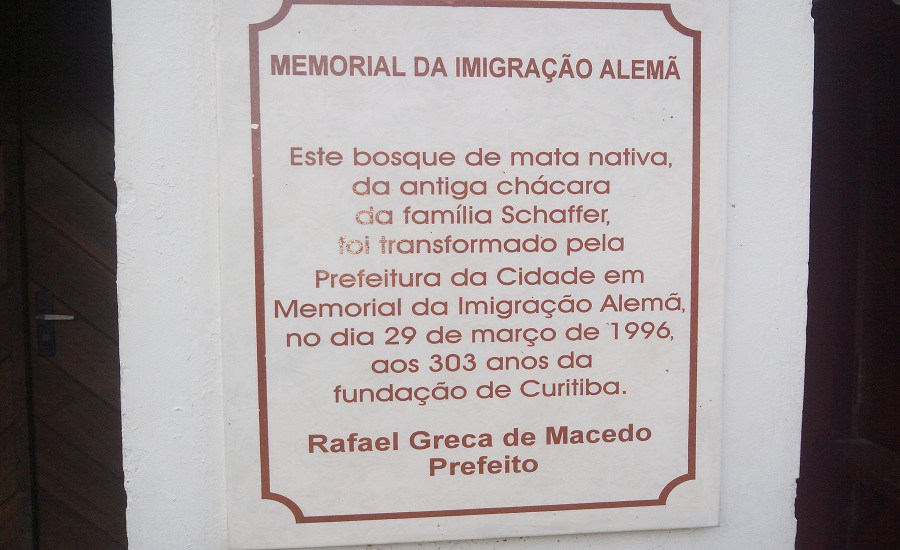 MEMORIAL DA IMIGRAÇÃO ALEMÃ
Este bosque de mata nativa,
da antiga chácara
da família Schaffer,
foi transformado pela
Prefeitura da Cidade em
Memorial da Imigração Alemã,
no dia 29 de março de 1996,
aos 303 anos da
fundação de Curitiba.
Rafael Greca de Macedo
Prefeito